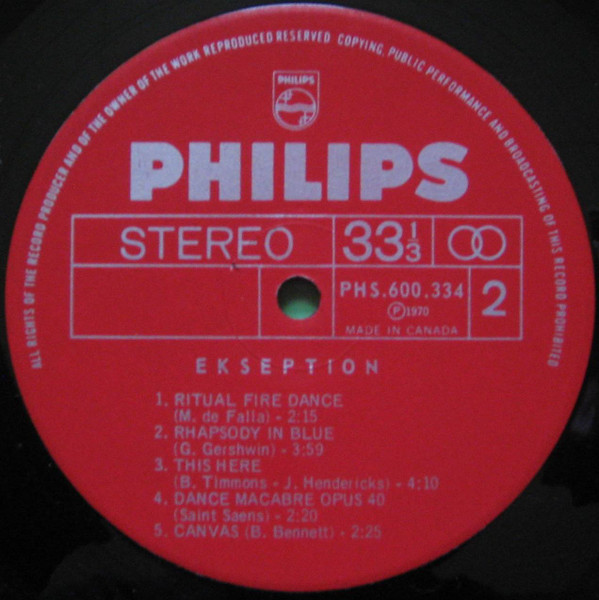 ALL RIGHTS OF THE RECORD PRODUCER AND OF THE OWNER OF THE WORK REPRODUCED RESERVED COPYING, PUBLIC PERFORMANCE AND BROADCASTING OF THIS RECORD PROHIBITED
PHILIPS
PHILIPS
STEREO 33 1/3
PHS.600.334 2
Ⓟ1970
MADE IN CANADA
EKSEPTION
1. RITUAL FIRE DANCE
(M. de Falla) - 2:15
2. RHAPSODY IN BLUE
(G. Gershwin) - 3:59
3. THIS HERE
(B. Timmons - J. Hendericks) - 4:10
4. DANCE MACABRE OPUS 40
(Saint Saens) - 2:20
5. CANVAS (B. Bennett) - 2:25